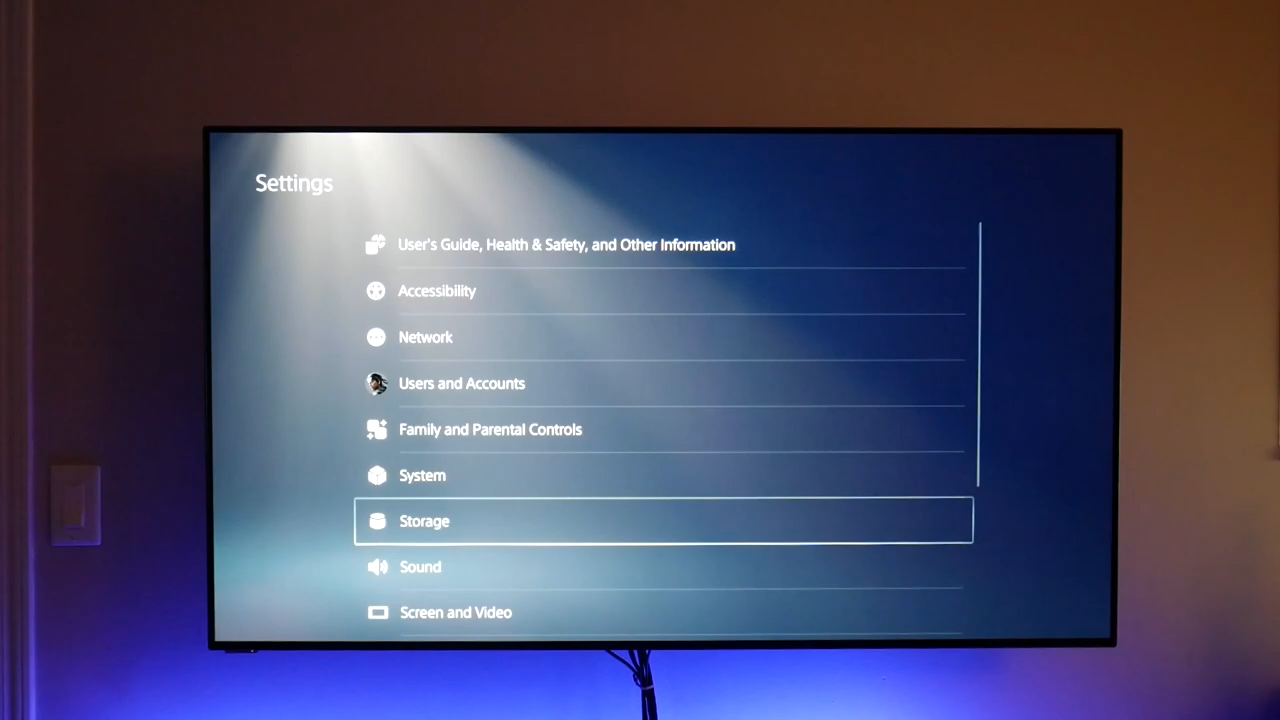 Settings
User's Guide, Health & Safety, and Other Information
Accessibility
Network
Users and Accounts
Family and Parental Controls
System
Storage
Sound
Screen and Video